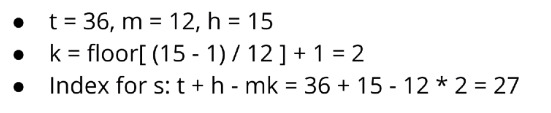 ● t = 36, m = 12, h = 15
● k = floor[ (15 - 1) / 12 ] + 1 = 2
● Index for s: t + h - mk = 36 + 15 - 12 * 2 = 27